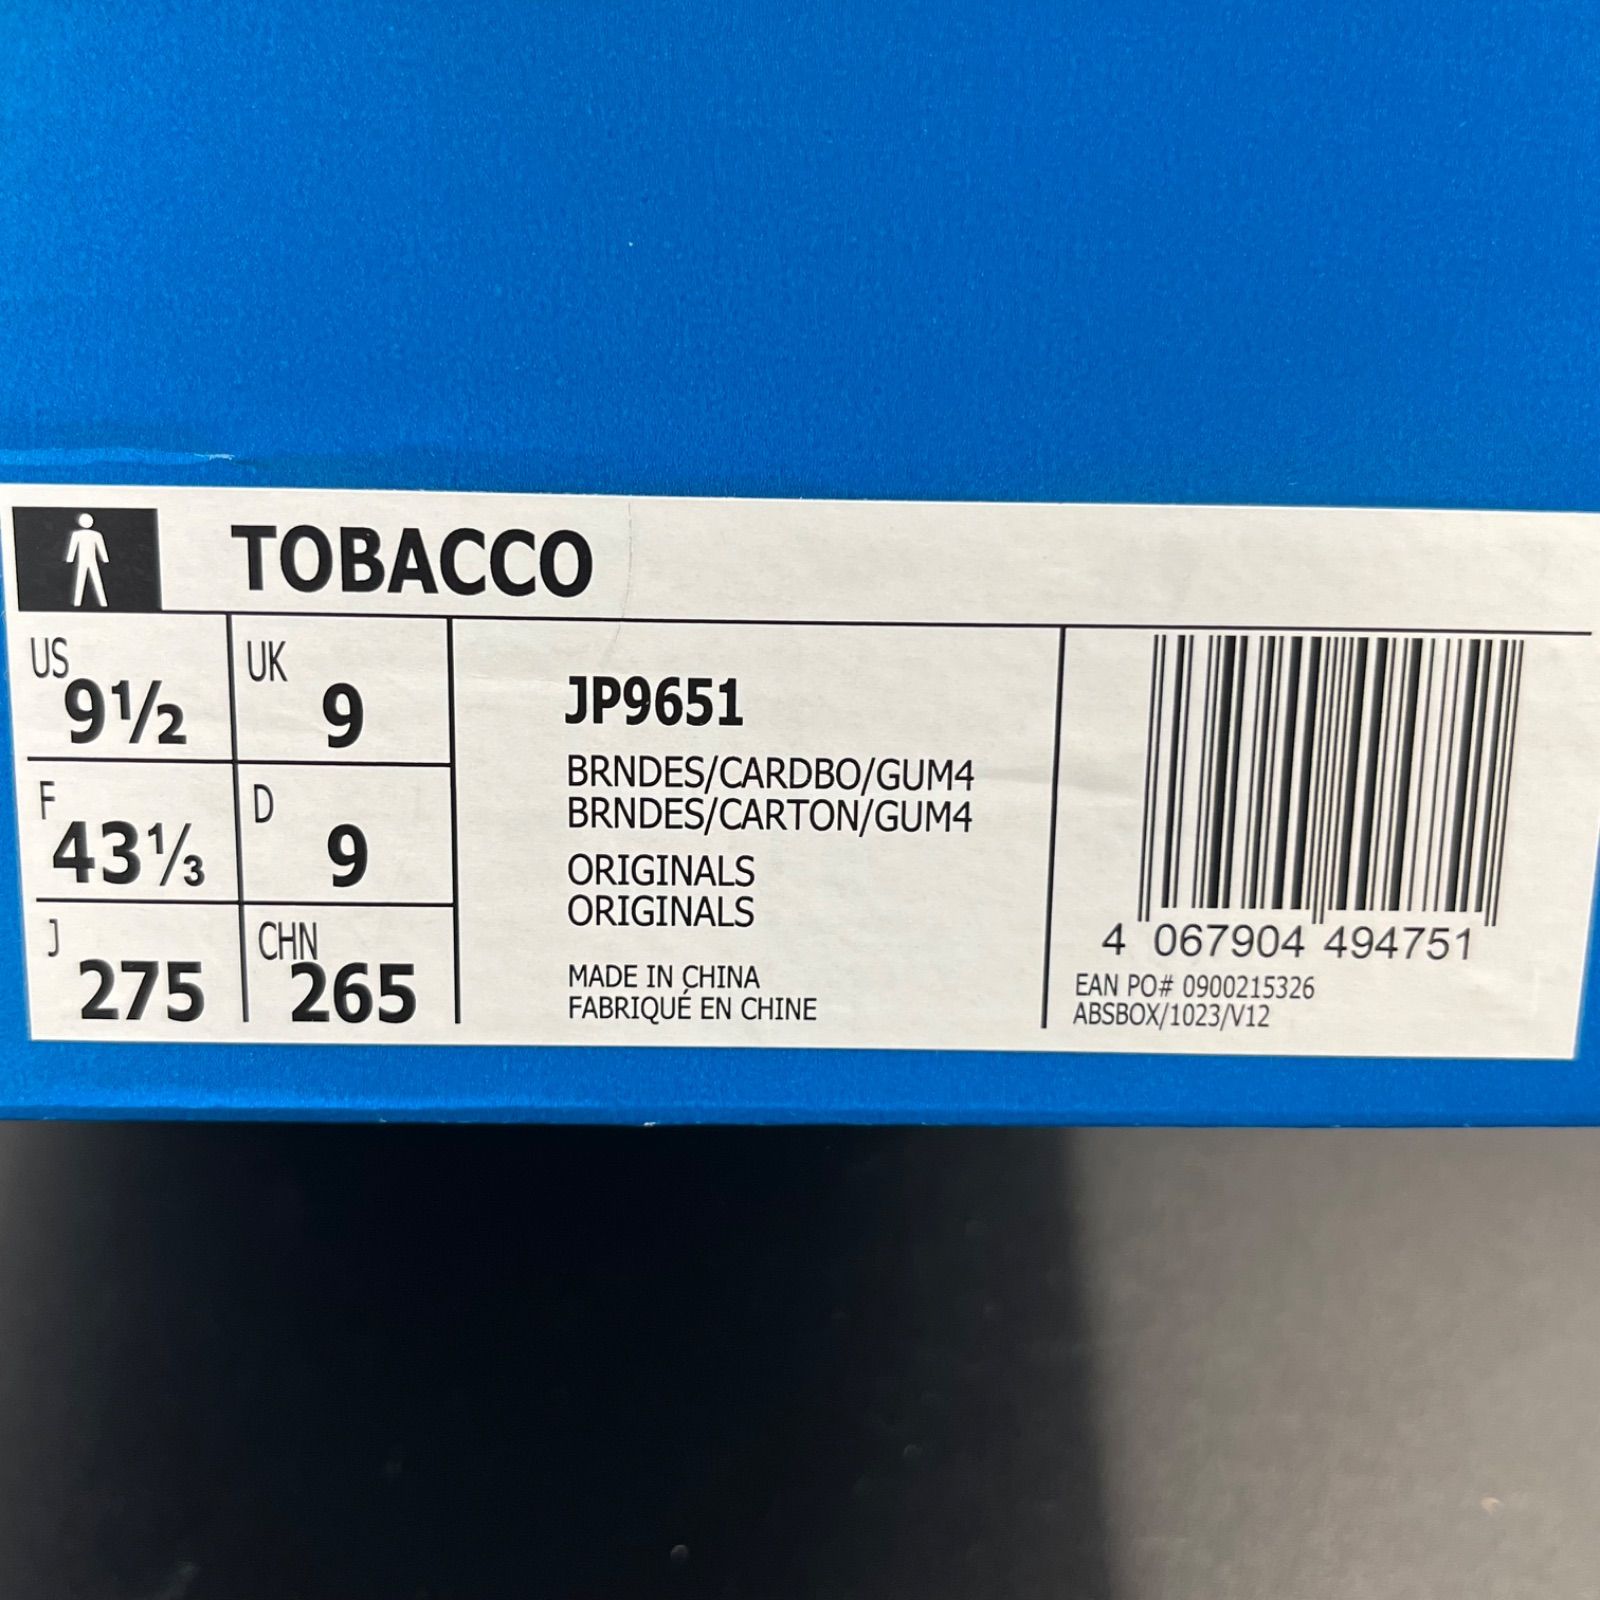 TOBACCO
US
9½
UK
9
F
43⅓
D
9
J
275
CHN
265
JP9651
BRNDES/CARDBO/GUM4
BRNDES/CARTON/GUM4
ORIGINALS
ORIGINALS
MADE IN CHINA
FABRIQUÉ EN CHINE
4 067904 494751
EAN PO# 0900215326
ABSBOX/1023/V12